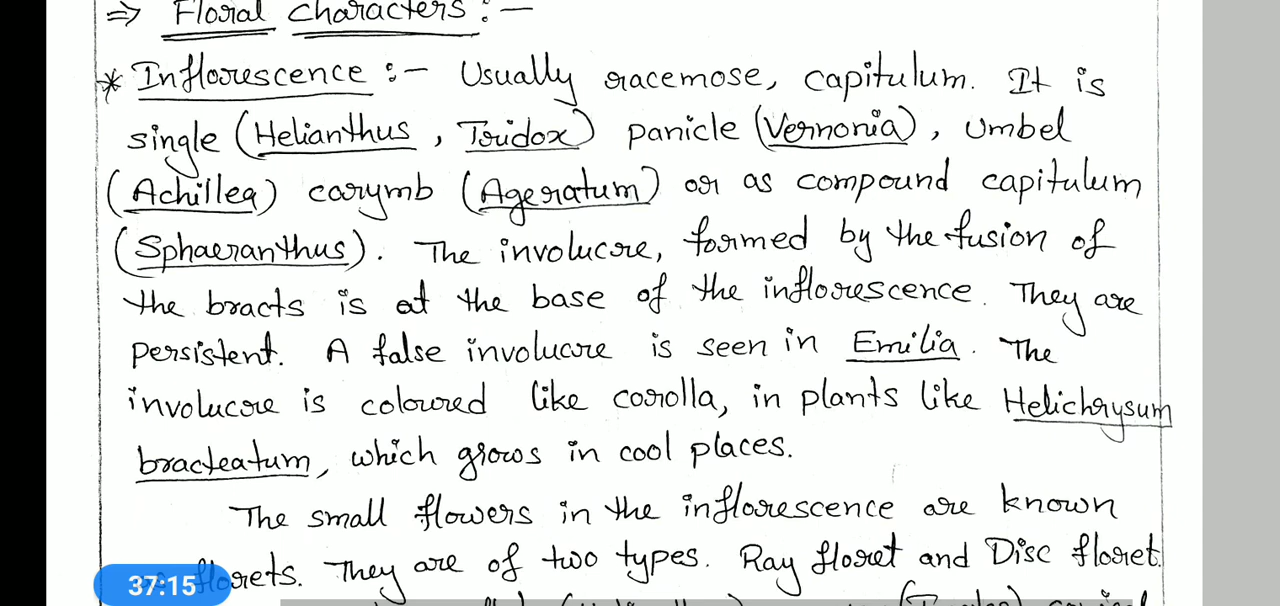 ⇒ Floral Characters :—
* Inflorescence :— Usually racemose, capitulum. It is
single (Helianthus, Tridox) panicle (Vernonia), Umbel
(Achillea) carymb (Ageratum) or as compound capitulum
(Sphaeranthus). The involucre, formed by the fusion of
the bracts is at the base of the inflorescence. They are
persistent. A false involucre is seen in Emilia. The
involucre is coloured like corolla, in plants like Helichrysum
bracteatum, which grows in cool places.
The small flowers in the inflorescence are known
florets. They are of two types. Ray floret and Disc floret.
37:15